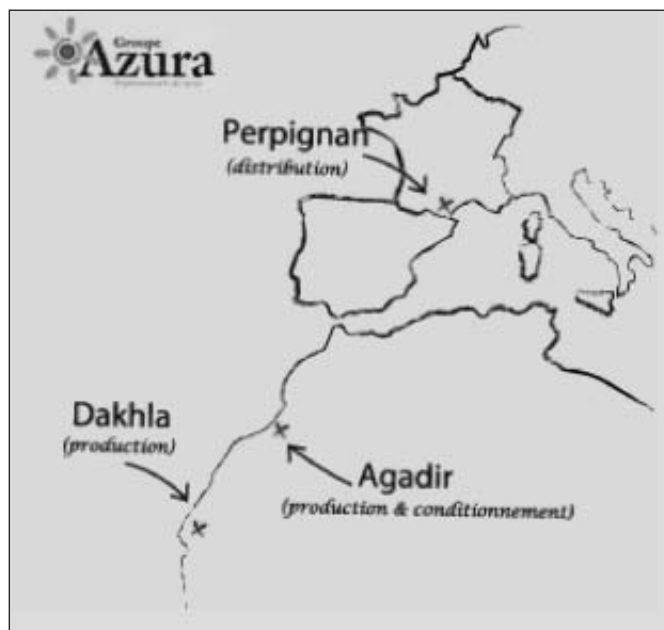 Groupe
Azura
Perpignan
(distribution)
Dakhla
(production)
Agadir
(production & conditionnement)